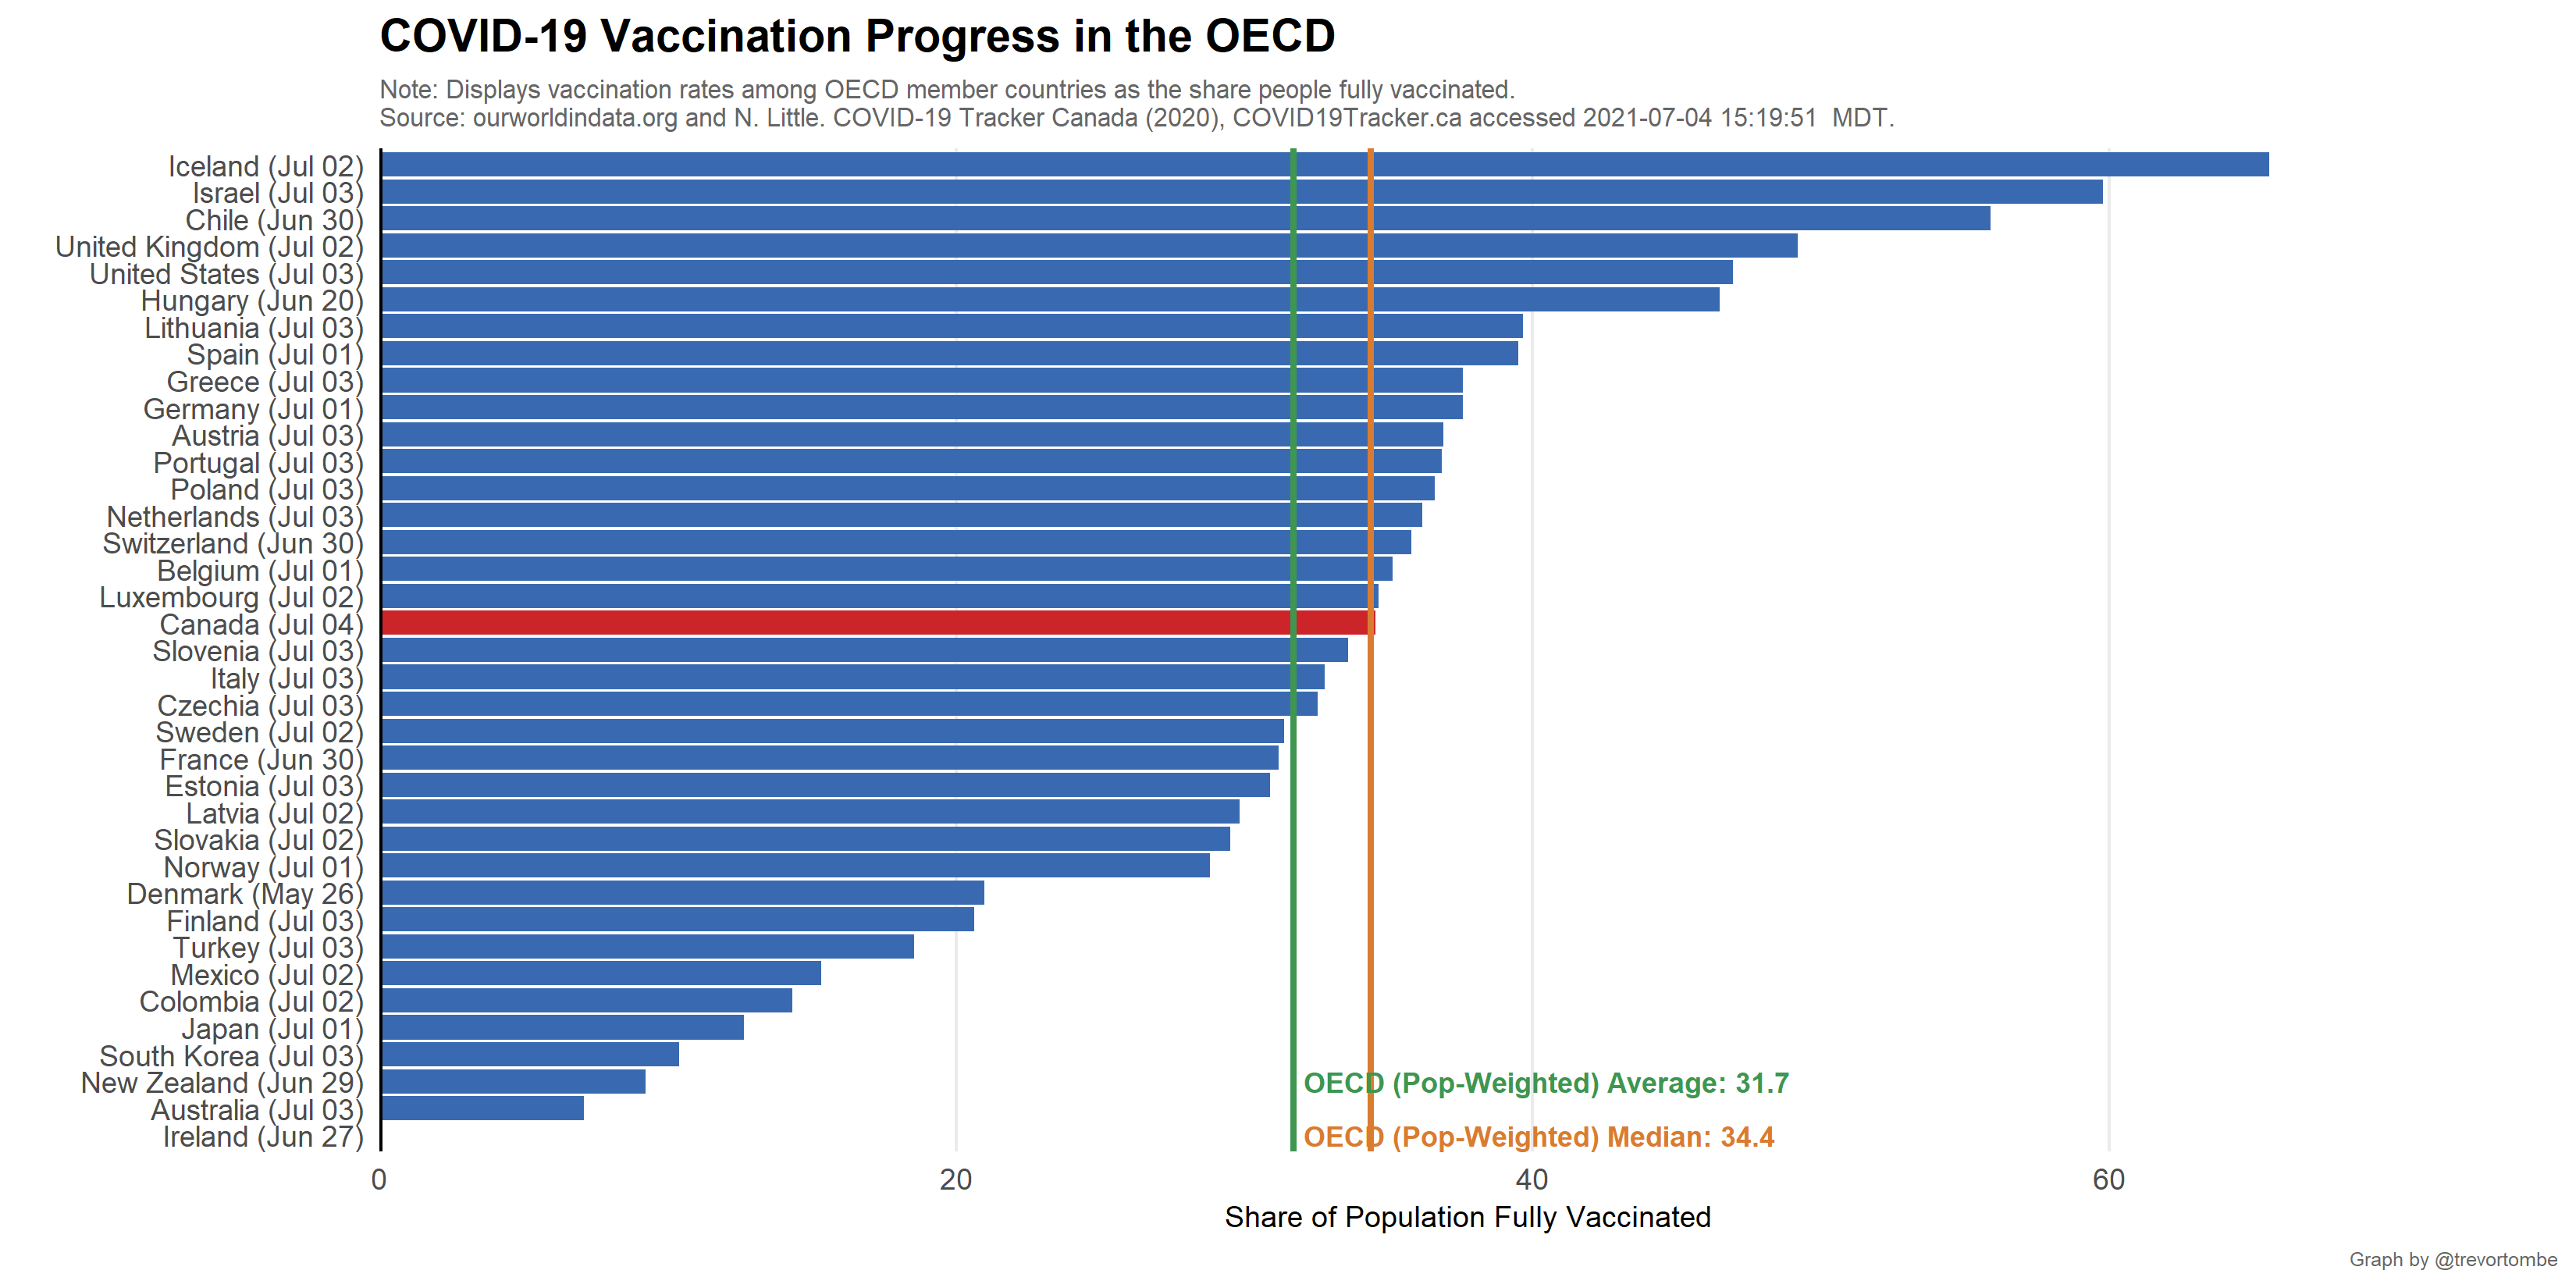 COVID-19 Vaccination Progress in the OECD
Note: Displays vaccination rates among OECD member countries as the share people fully vaccinated.
Source: ourworldindata.org and N. Little. COVID-19 Tracker Canada (2020), COVID19Tracker.ca accessed 2021-07-04 15:19:51  MDT.
Iceland (Jul 02)
Israel (Jul 03)
Chile (Jun 30)
United Kingdom (Jul 02)
United States (Jul 03)
Hungary (Jun 20)
Lithuania (Jul 03)
Spain (Jul 01)
Greece (Jul 03)
Germany (Jul 01)
Austria (Jul 03)
Portugal (Jul 03)
Poland (Jul 03)
Netherlands (Jul 03)
Switzerland (Jun 30)
Belgium (Jul 01)
Luxembourg (Jul 02)
Canada (Jul 04)
Slovenia (Jul 03)
Italy (Jul 03)
Czechia (Jul 03)
Sweden (Jul 02)
France (Jun 30)
Estonia (Jul 03)
Latvia (Jul 02)
Slovakia (Jul 02)
Norway (Jul 01)
Denmark (May 26)
Finland (Jul 03)
Turkey (Jul 03)
Mexico (Jul 02)
Colombia (Jul 02)
Japan (Jul 01)
South Korea (Jul 03)
New Zealand (Jun 29)
OECD (Pop-Weighted) Average: 31.7
Australia (Jul 03)
Ireland (Jun 27)
OECD (Pop-Weighted) Median: 34.4
0 20 40 60
Share of Population Fully Vaccinated
Graph by @trevortombe